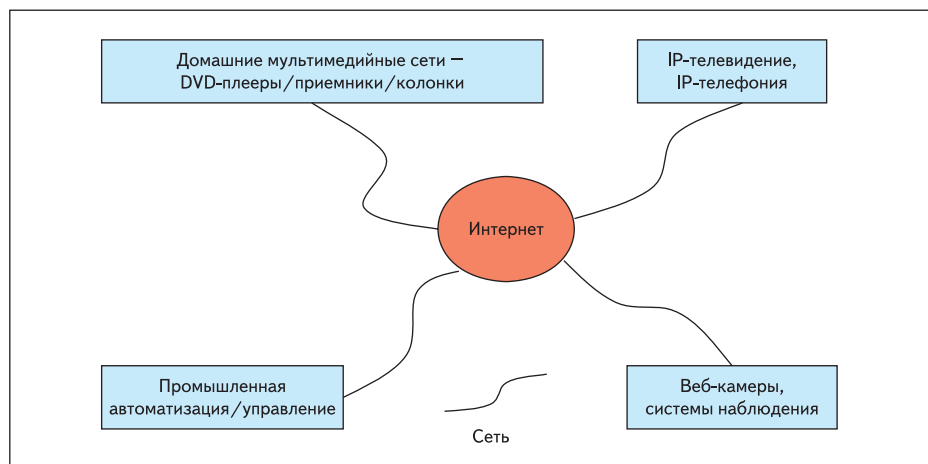 Домашние мультимедийные сети –
DVD-плееры/приемники/колонки
IP-телевидение,
IP-телефония
Интернет
Промышленная
автоматизация/управление
Веб-камеры,
системы наблюдения
Сеть